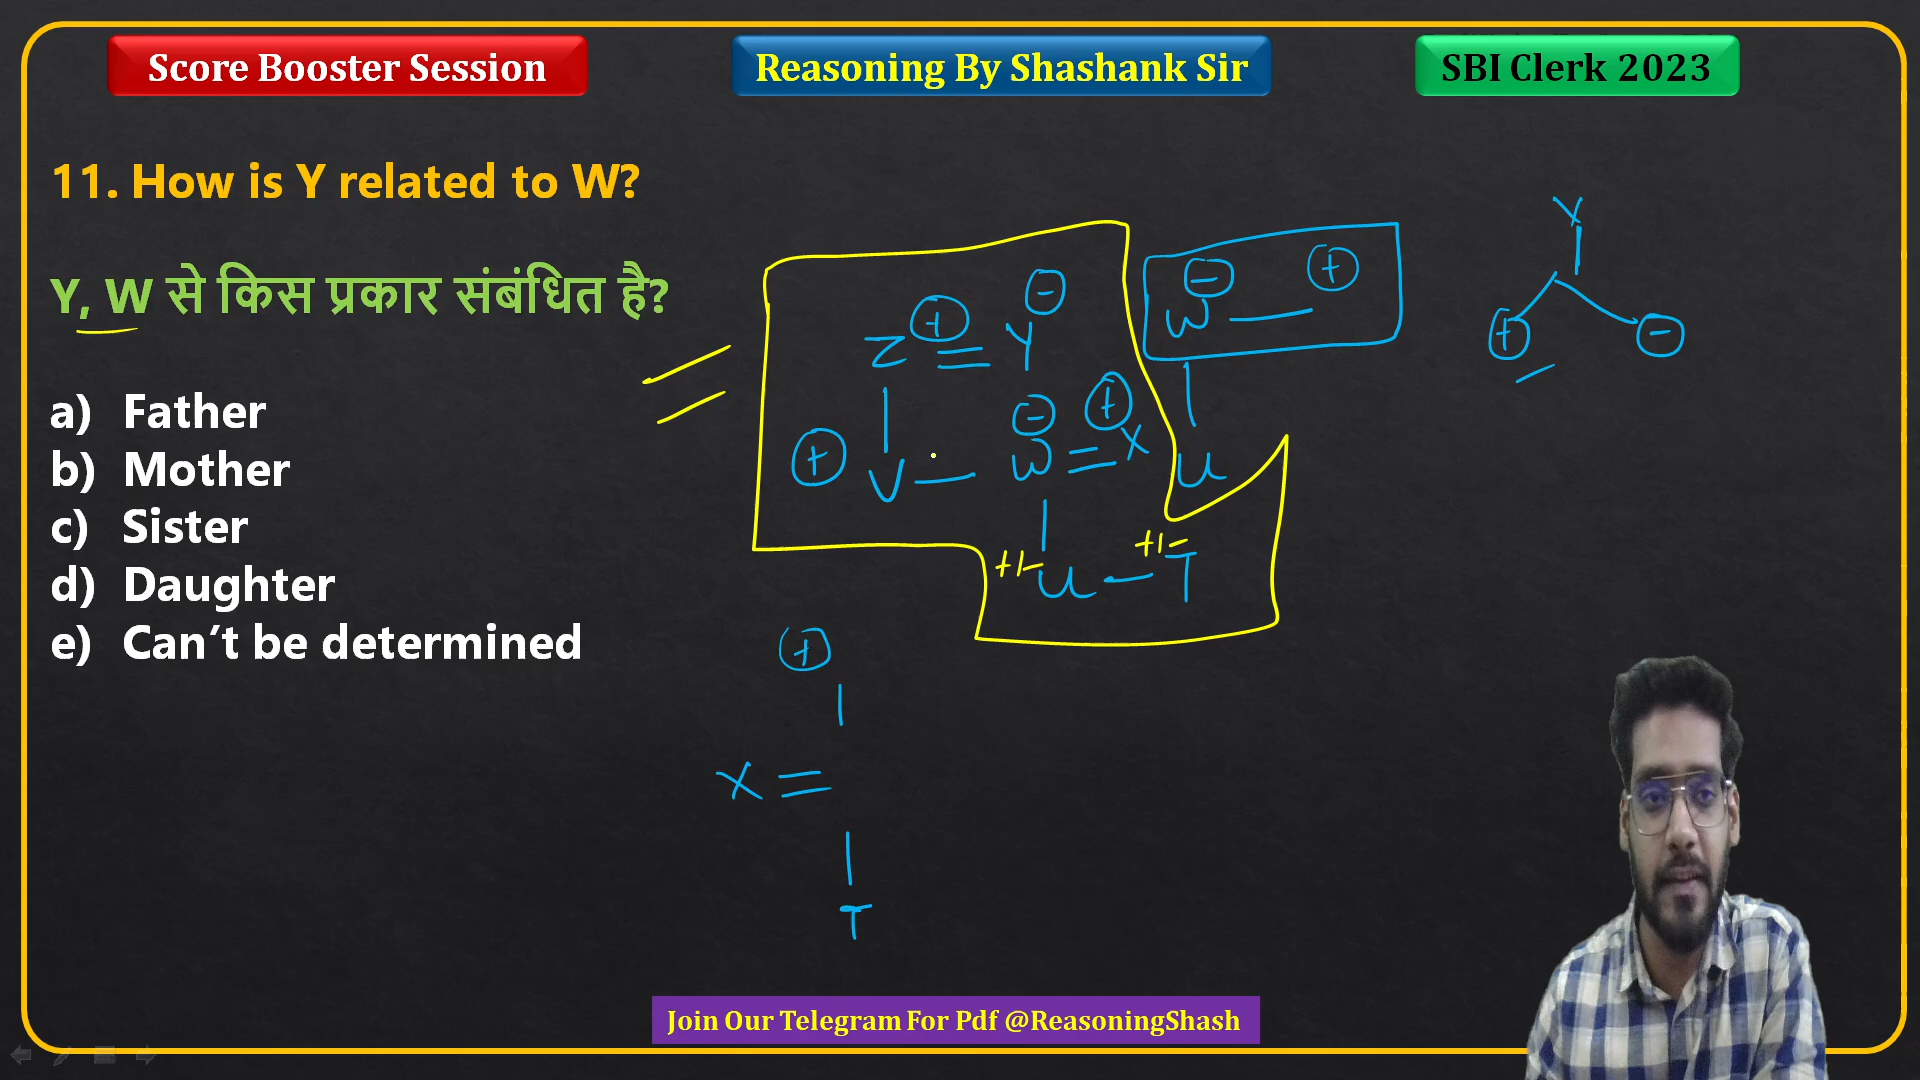 Score Booster Session
Reasoning By Shashank Sir
SBI Clerk 2023
11. How is Y related to W?
Y, W से किस प्रकार संबंधित है?
a) Father
b) Mother
c) Sister
d) Daughter
e) Can't be determined
Z + = Y -
+ V — W - = X +
+|- U — T +|-
W - — +
U
Y
+ -
+
X =
T
Join Our Telegram For Pdf @ReasoningShash